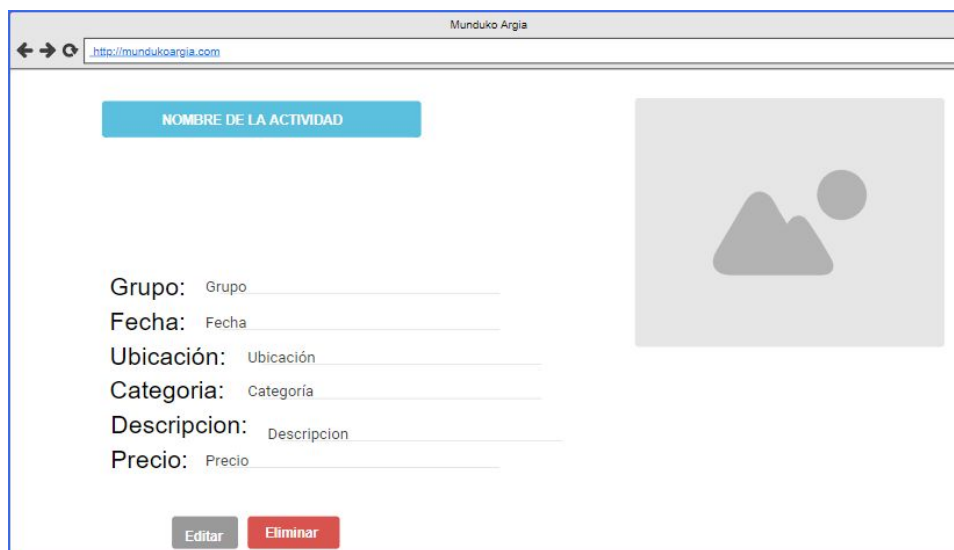 Munduko Argia
http://mundukoargia.com
NOMBRE DE LA ACTIVIDAD
Grupo: Grupo
Fecha: Fecha
Ubicación: Ubicación
Categoria: Categoría
Descripcion: Descripcion
Precio: Precio
Editar Eliminar